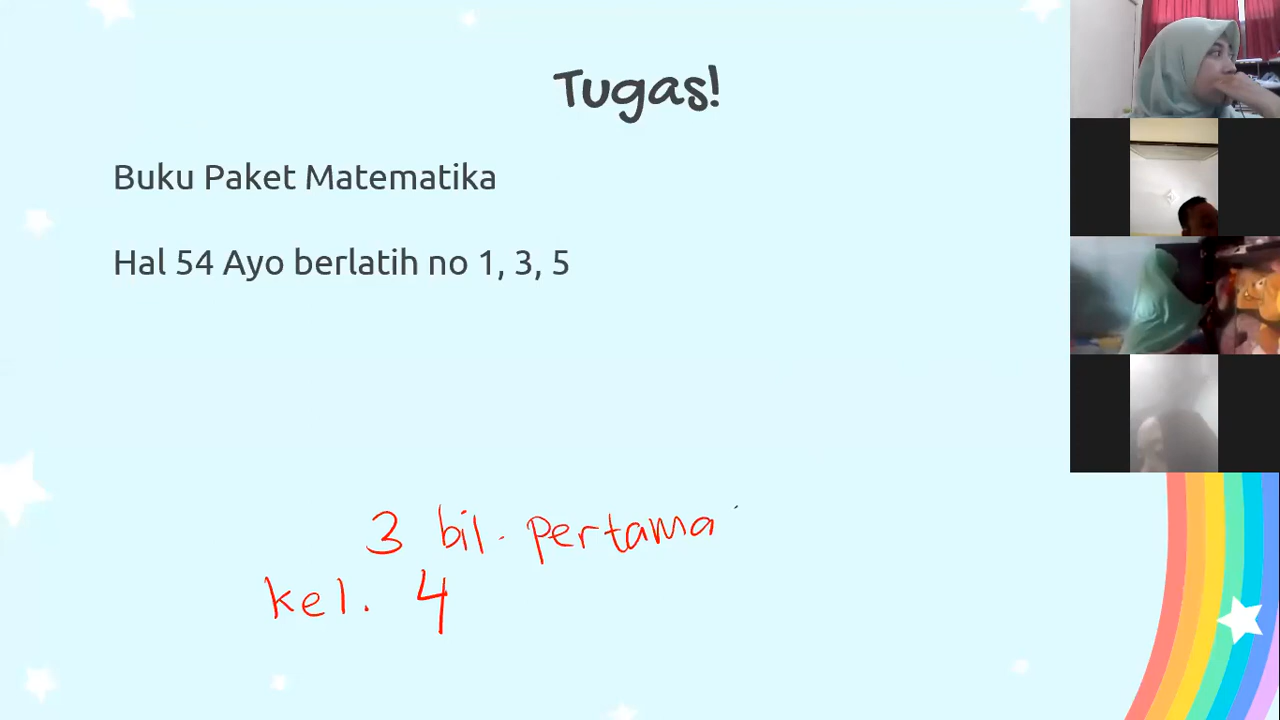 Tugas!
Buku Paket Matematika
Hal 54 Ayo berlatih no 1, 3, 5
3 bil. pertama
kel. 4